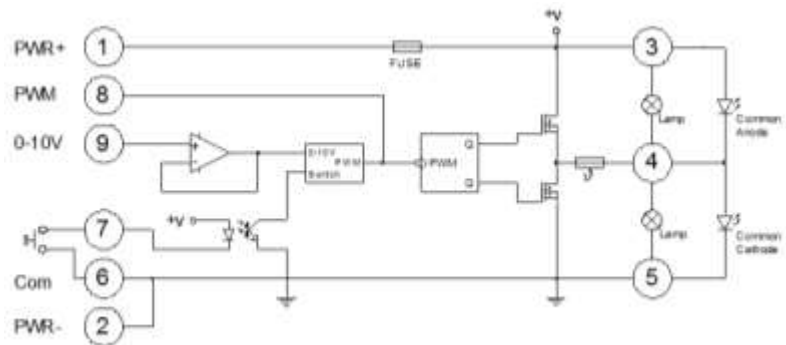 +V
PWR+ 1 3
FUSE
PWM 8
Lamp
Common
Anode
0-10V 9
+ -
0-10V
PWM
Switch
PWM
Q
Q
4
+V
7
Lamp
Common
Cathode
Com 6 5
PWR- 2